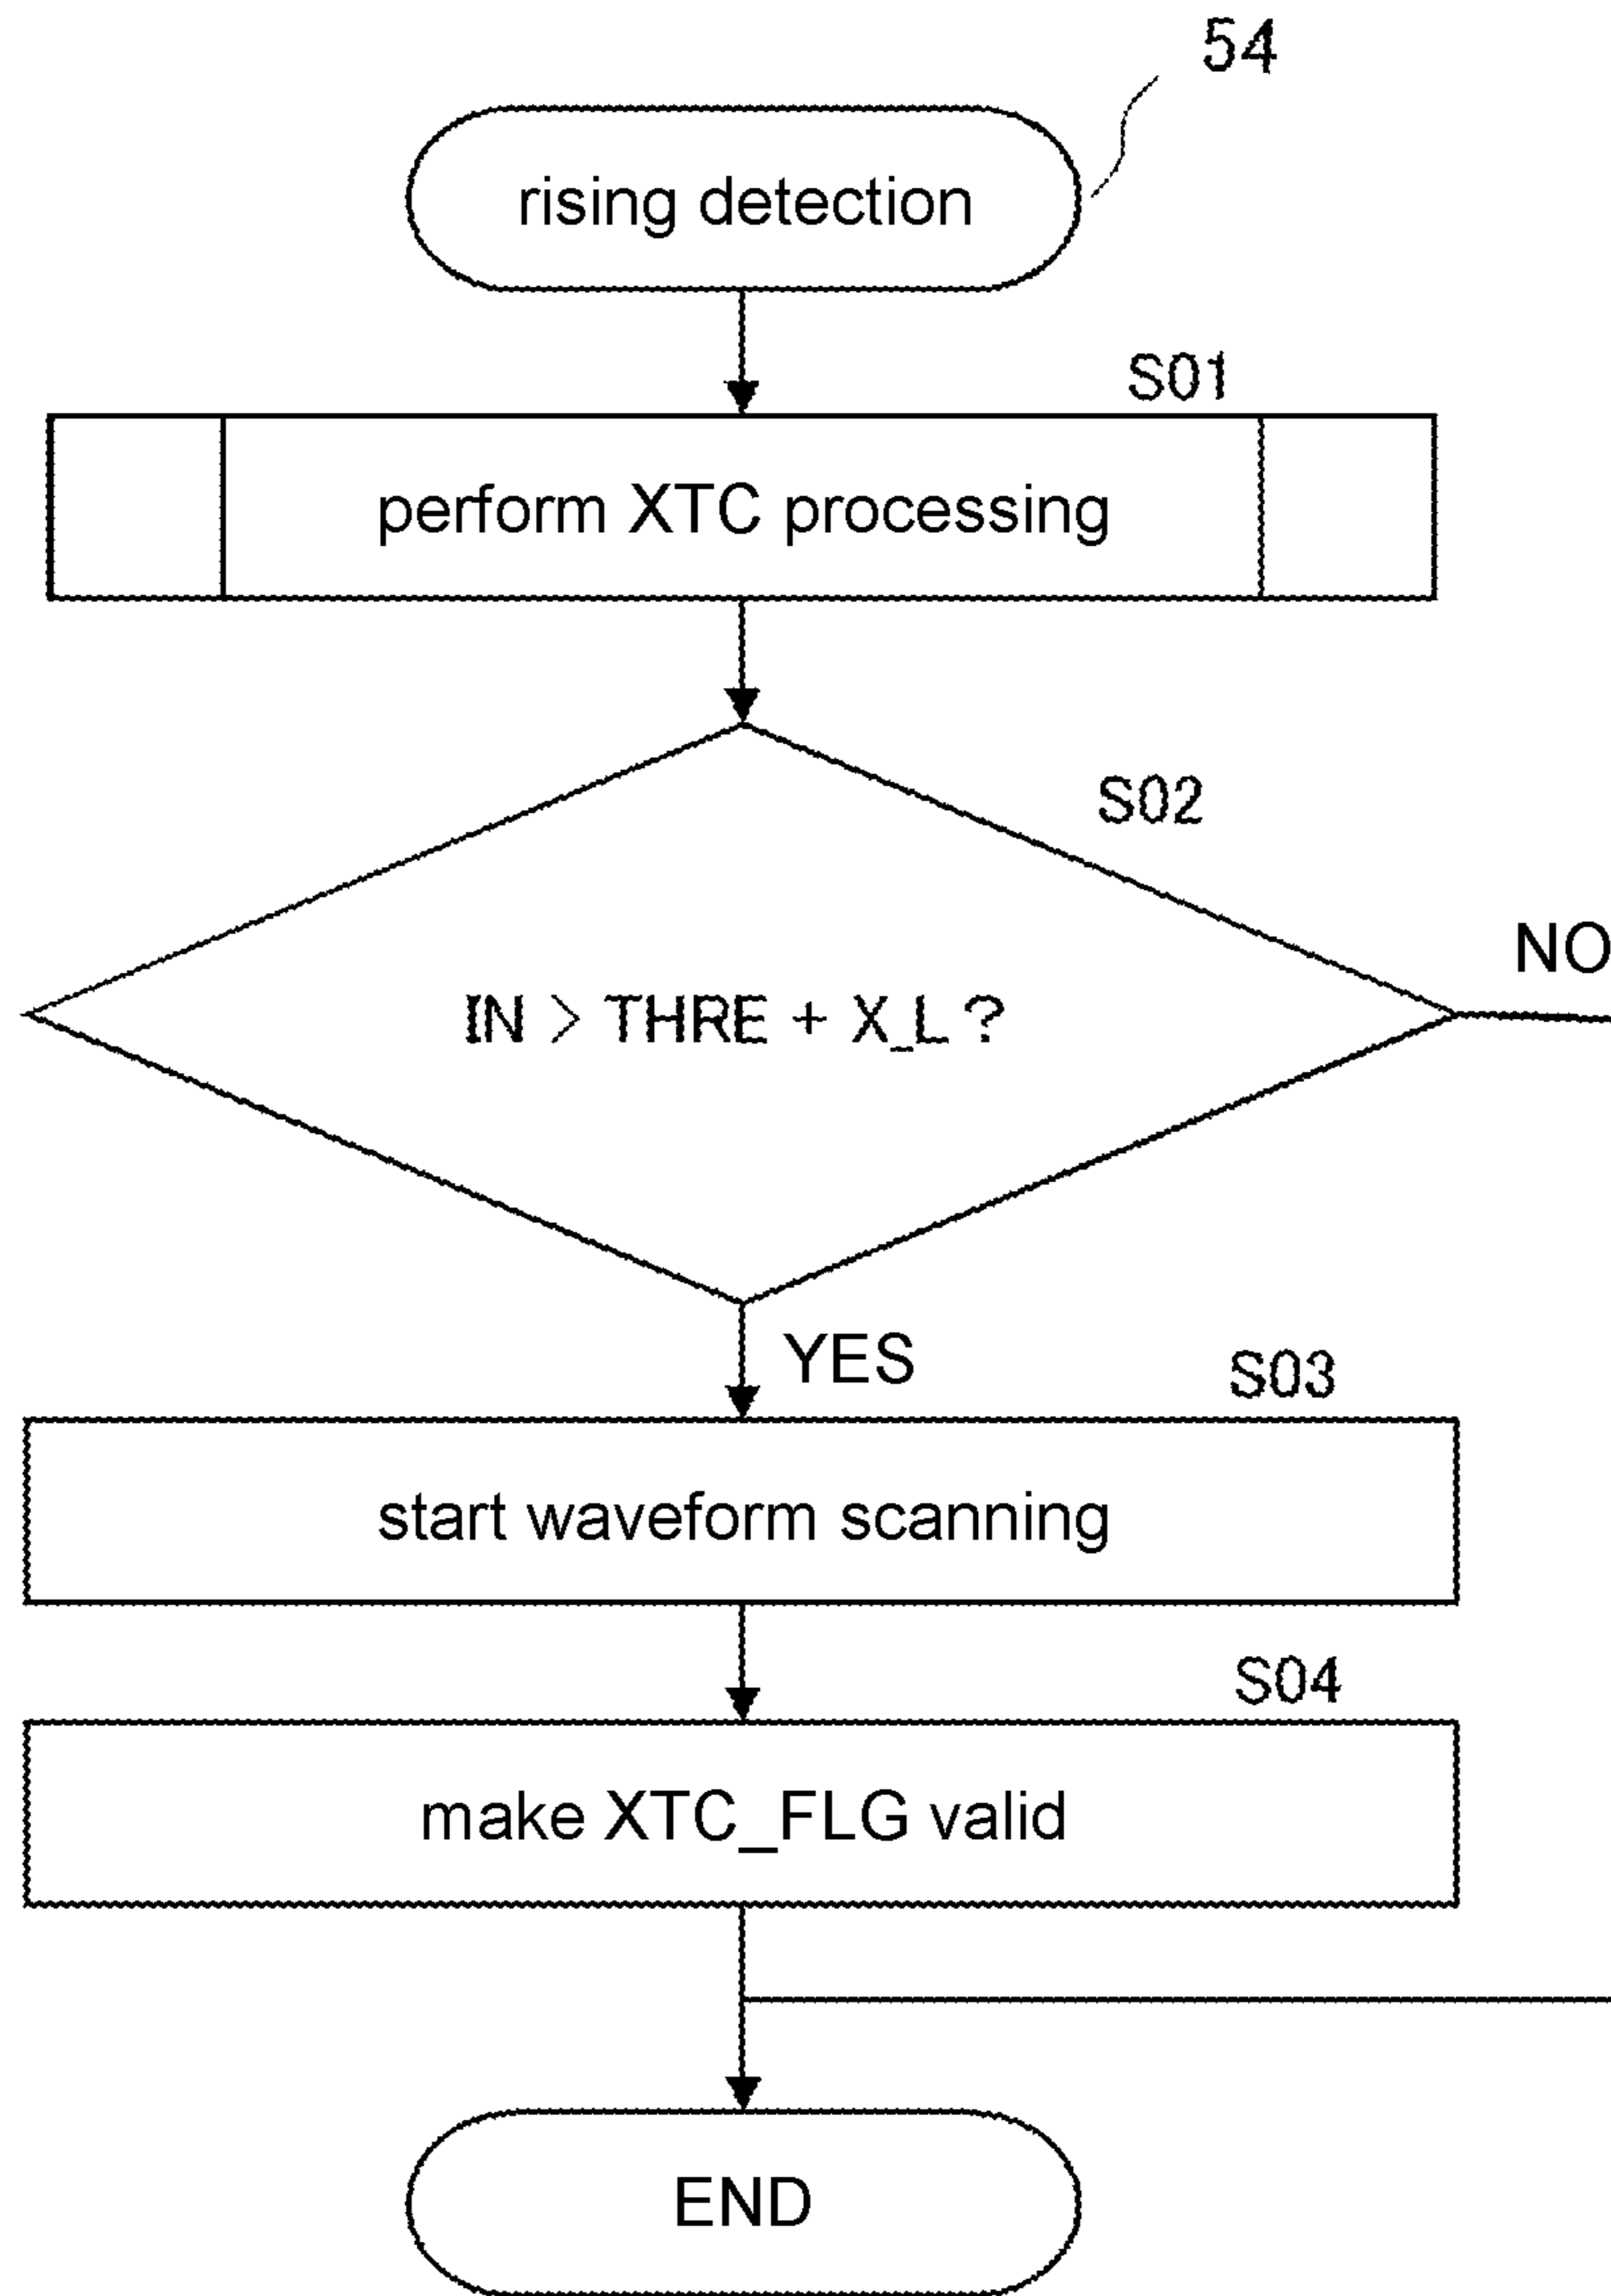 54
rising detection
S01
perform XTC processing
S02
NO
IN > THRE + X_L ?
YES
S03
start waveform scanning
S04
make XTC_FLG valid
END